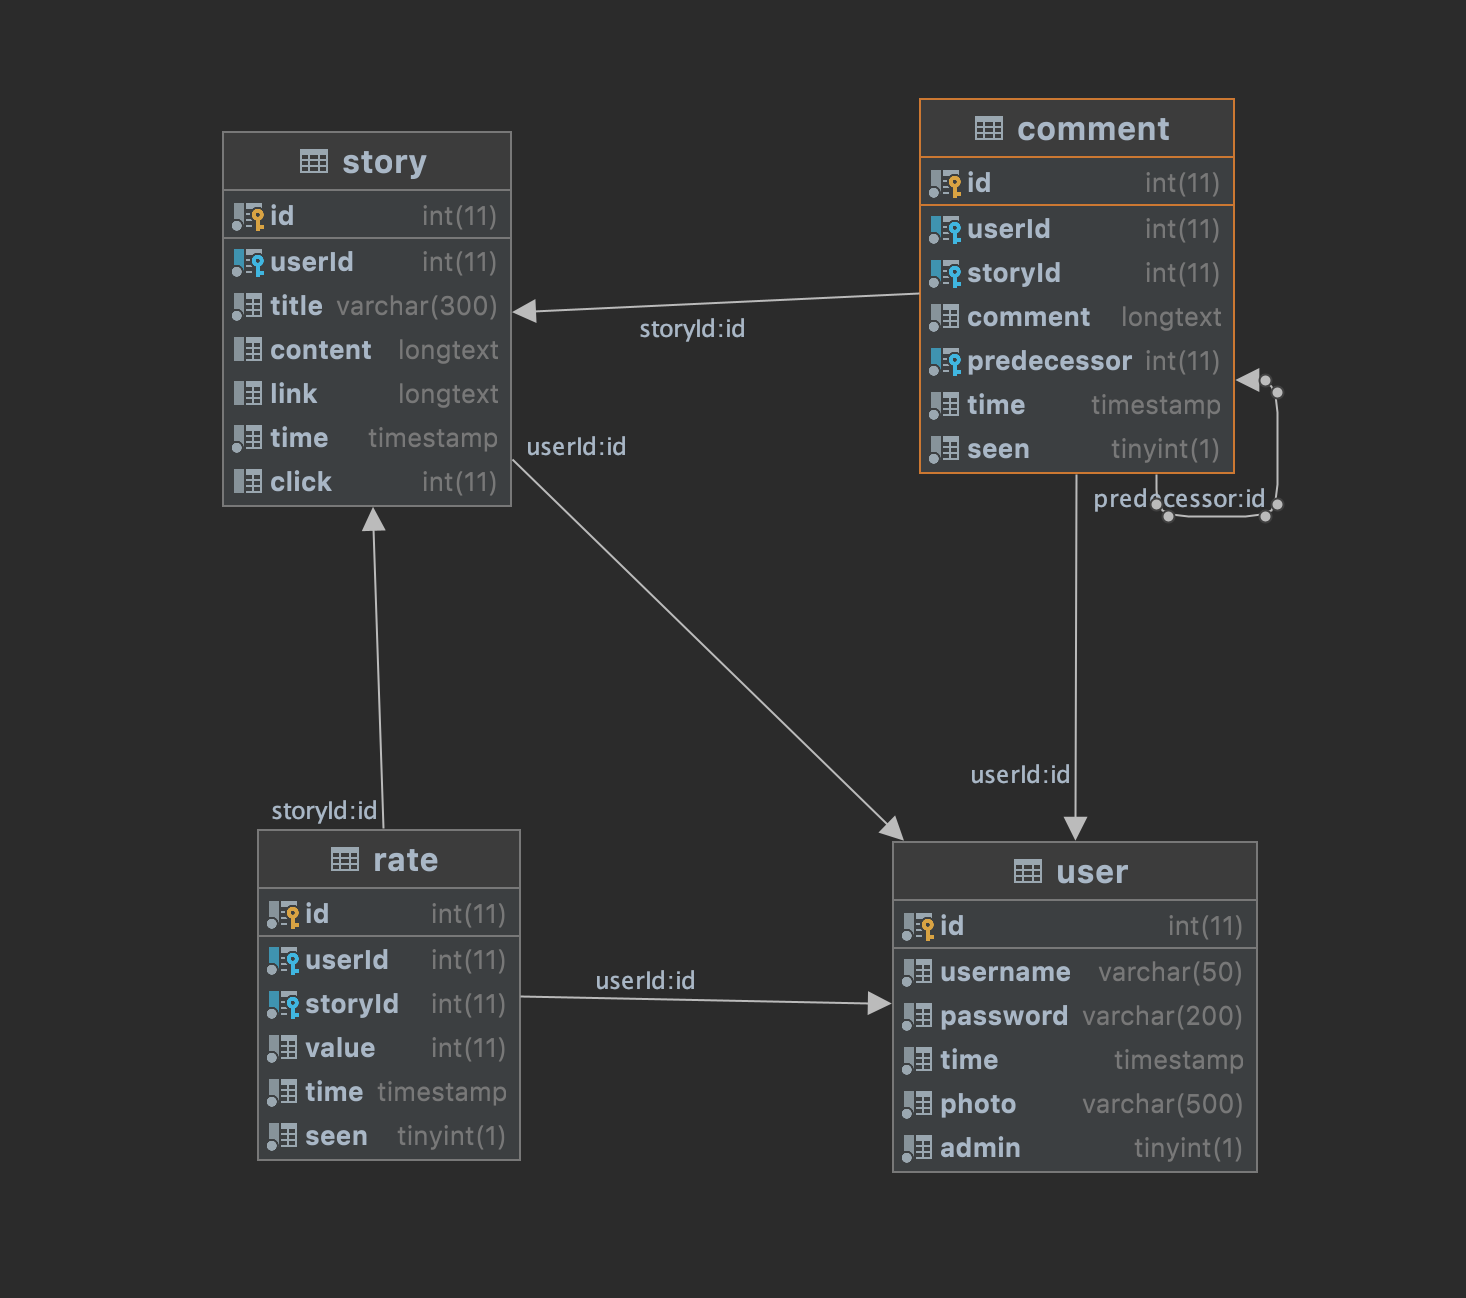 story
id int(11)
userId int(11)
title varchar(300)
content longtext
link longtext
time timestamp
click int(11)
comment
id int(11)
userId int(11)
storyId int(11)
comment longtext
predecessor int(11)
time timestamp
seen tinyint(1)
storyId:id
userId:id
predecessor:id
userId:id
storyId:id
rate
id int(11)
userId int(11)
storyId int(11)
value int(11)
time timestamp
seen tinyint(1)
userId:id
user
id int(11)
username varchar(50)
password varchar(200)
time timestamp
photo varchar(500)
admin tinyint(1)